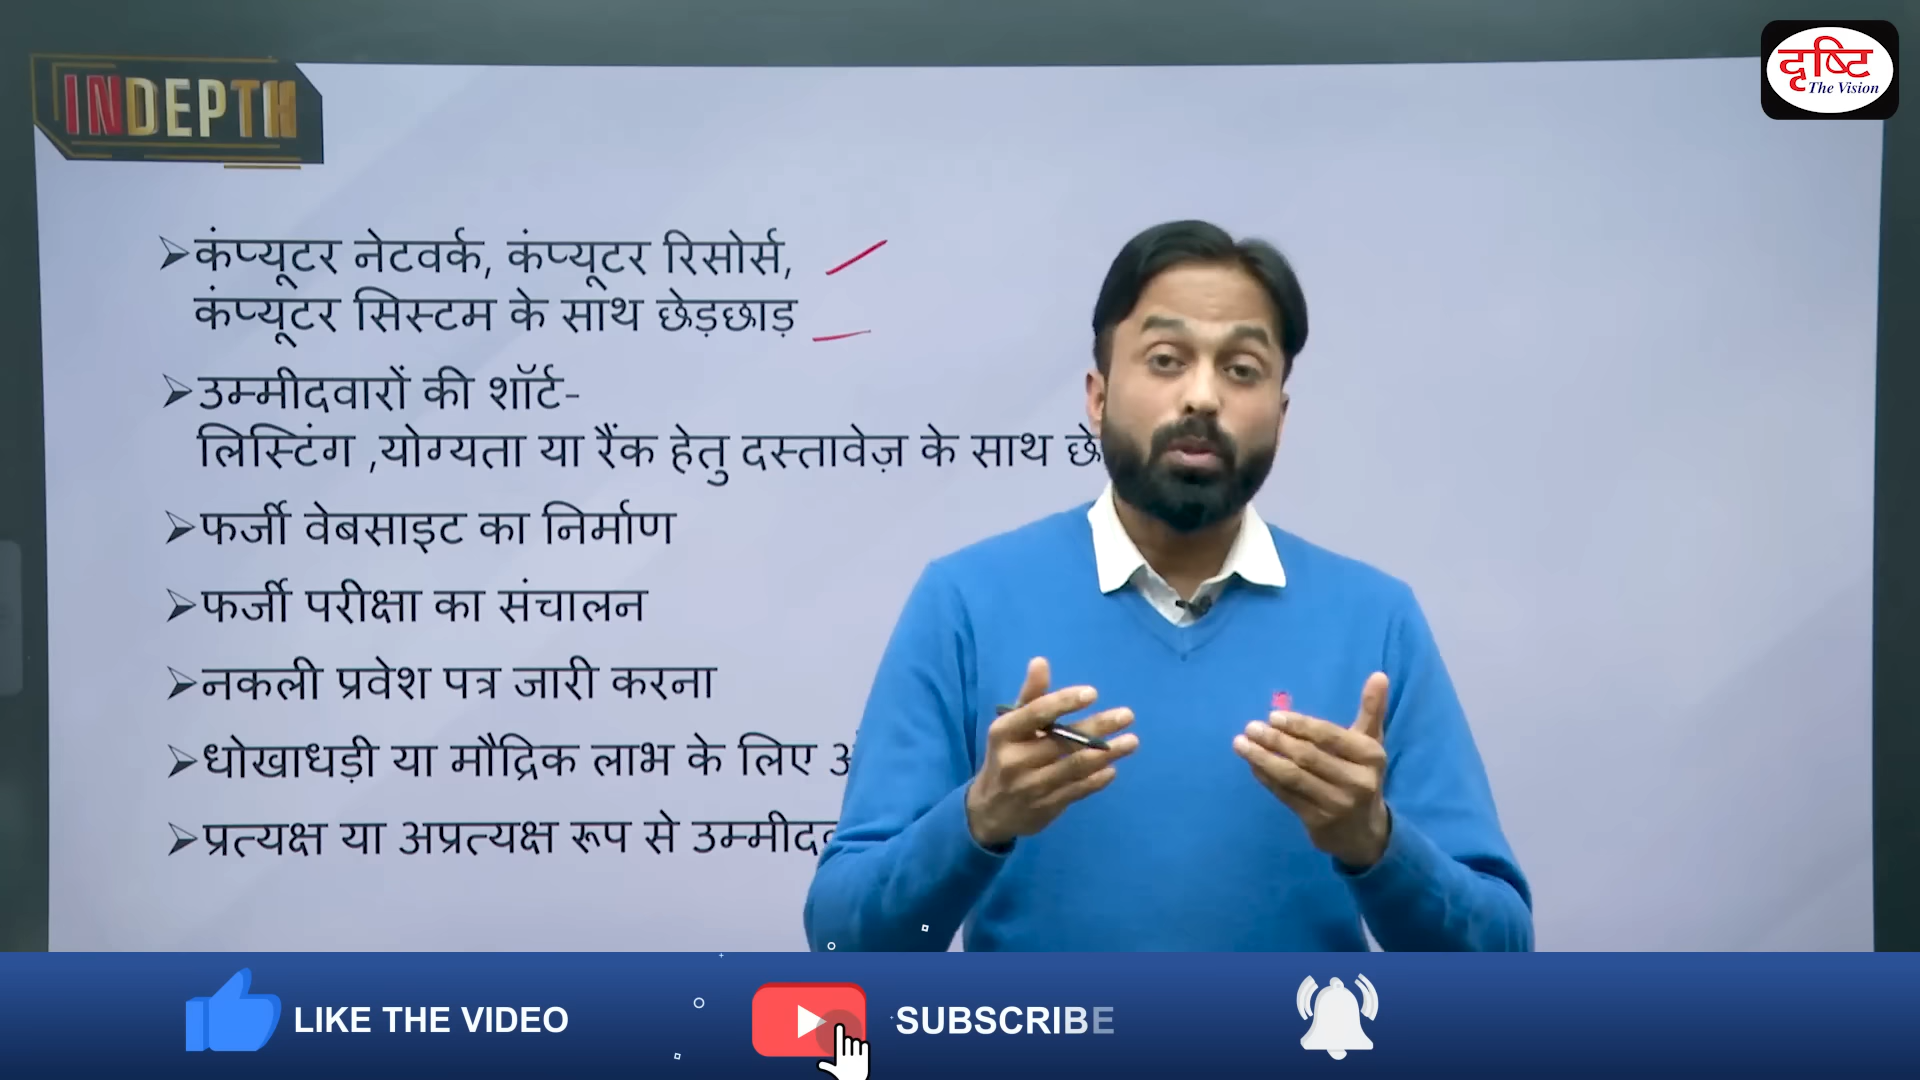 INDEPTH
दृष्टि
The Vision
➢कंप्यूटर नेटवर्क, कंप्यूटर रिसोर्स,
कंप्यूटर सिस्टम के साथ छेड़छाड़
➢उम्मीदवारों की शॉर्ट-
लिस्टिंग ,योग्यता या रैंक हेतु दस्तावेज़ के साथ
➢फर्जी वेबसाइट का निर्माण
➢फर्जी परीक्षा का संचालन
➢नकली प्रवेश पत्र जारी करना
➢धोखाधड़ी या मौद्रिक लाभ के लिए
➢प्रत्यक्ष या अप्रत्यक्ष रूप से
LIKE THE VIDEO
SUBSCRIBE